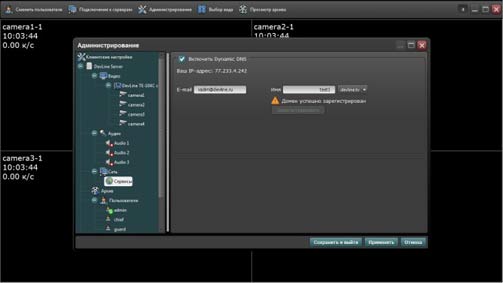 Сменить пользователя Подключение к серверам Администрирование Выбор вида Просмотр архива
camera1-1
10:03:44
0.00 к/с
camera2-1
10:03:44
camera3-1
10:03:44
0.00 к/с
Администрирование
Клиентские настройки
DevLine Server
Видео
camera1
camera2
camera3
camera4
Аудио
Audio 1
Audio 2
Audio 3
Сеть
Сервисы
Архив
Пользователи
admin
chief
guard
Включить Dynamic DNS
Ваш IP-адрес: 77.233.4.242
E-mail vadim@devline.ru Имя test1 .devline.tv
Домен успешно зарегистрирован
Сохранить и выйти Применить Отмена